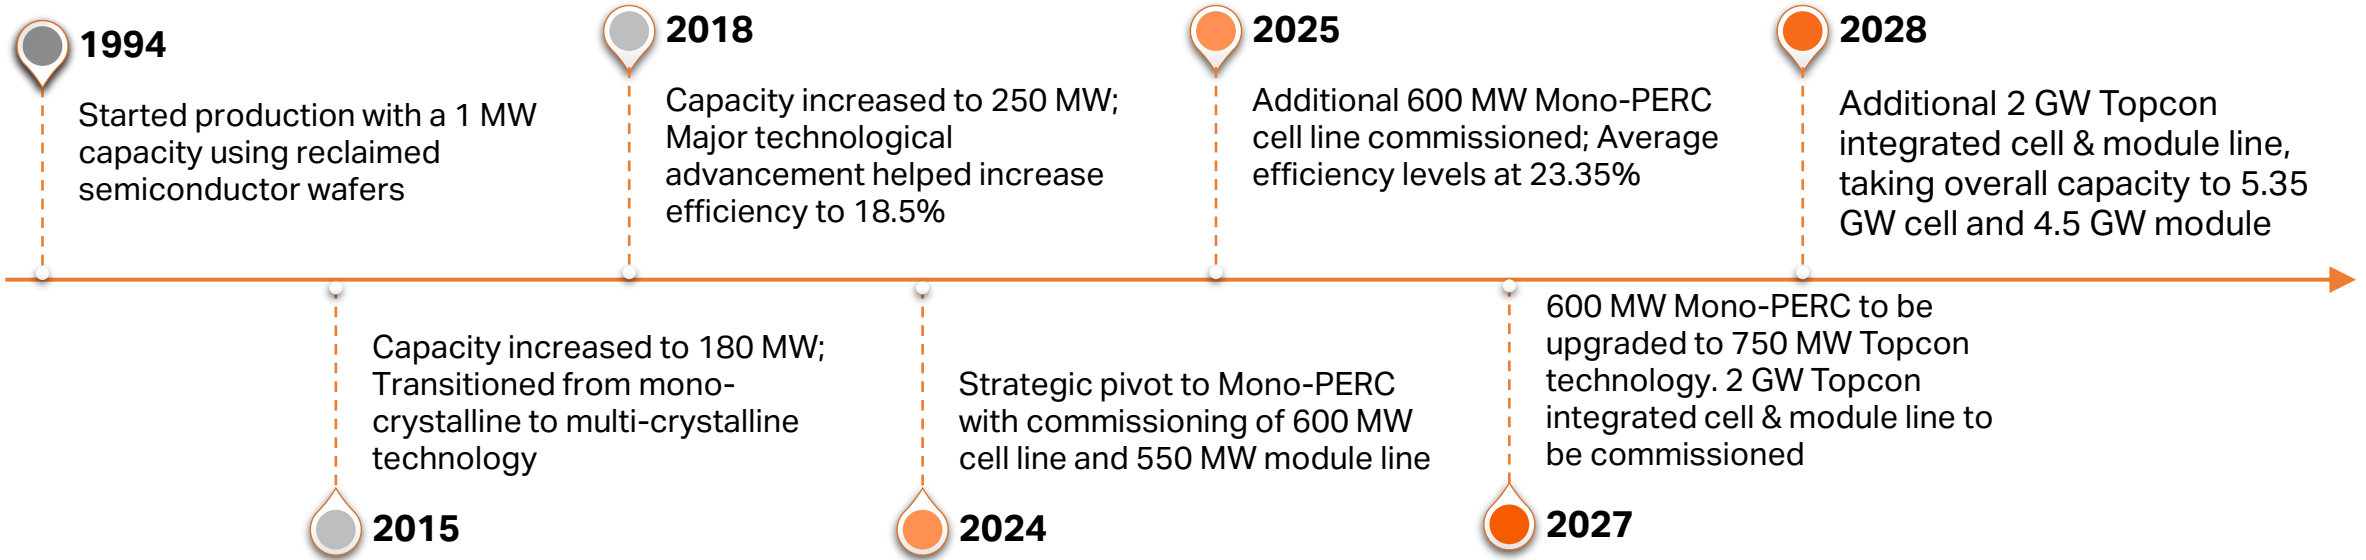 1994
Started production with a 1 MW
capacity using reclaimed
semiconductor wafers
2015
Capacity increased to 180 MW;
Transitioned from mono-
crystalline to multi-crystalline
technology
2018
Capacity increased to 250 MW;
Major technological
advancement helped increase
efficiency to 18.5%
2024
Strategic pivot to Mono-PERC
with commissioning of 600 MW
cell line and 550 MW module line
2025
Additional 600 MW Mono-PERC
cell line commissioned; Average
efficiency levels at 23.35%
2027
600 MW Mono-PERC to be
upgraded to 750 MW Topcon
technology. 2 GW Topcon
integrated cell & module line to
be commissioned
2028
Additional 2 GW Topcon
integrated cell & module line,
taking overall capacity to 5.35
GW cell and 4.5 GW module